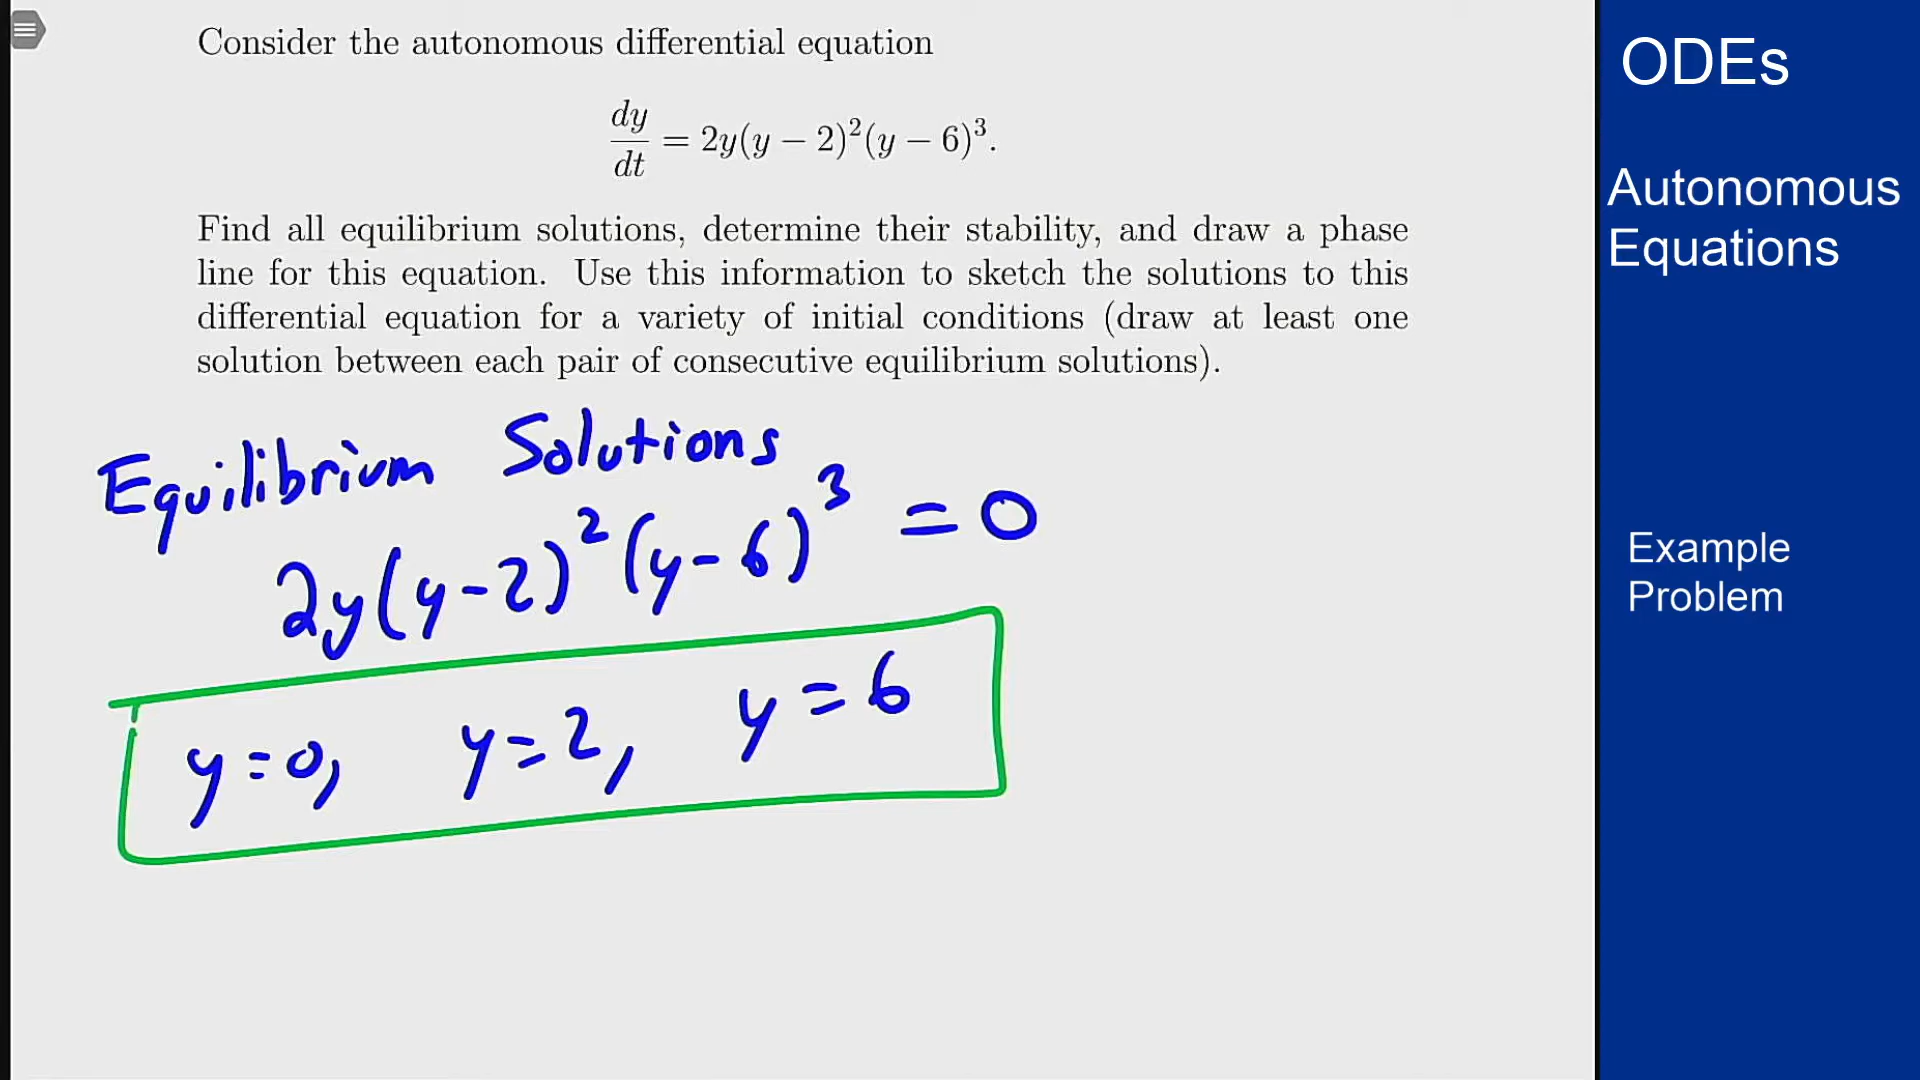 Consider the autonomous differential equation
dy/dt = 2y(y − 2)²(y − 6)³.
Find all equilibrium solutions, determine their stability, and draw a phase
line for this equation. Use this information to sketch the solutions to this
differential equation for a variety of initial conditions (draw at least one
solution between each pair of consecutive equilibrium solutions).
Equilibrium Solutions
2y(y-2)²(y-6)³ = 0
y=0, y=2, y=6
ODEs
Autonomous
Equations
Example
Problem